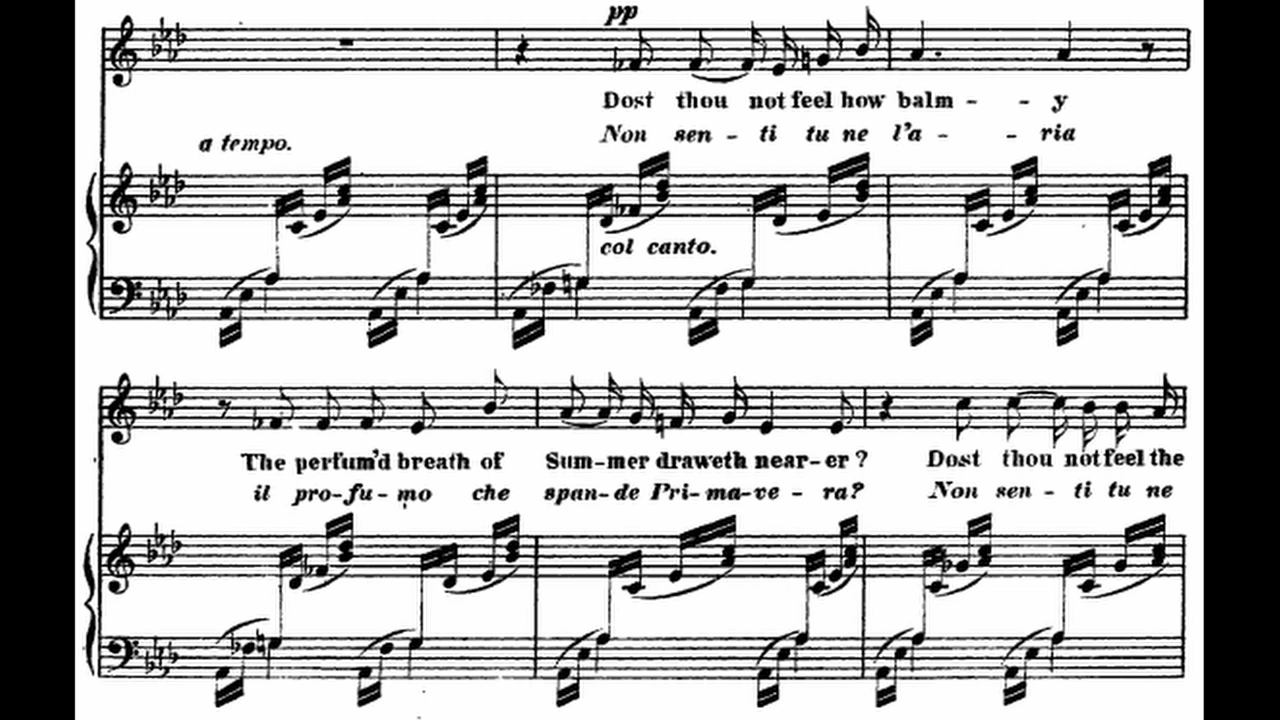 pp
Dost thou not feel how balm - - y
Non sen - ti tu ne l'a - - ria
a tempo.
col canto.
The perfum'd breath of Sum-mer draweth near-er? Dost thou not feel the
il pro-fu-mo che span-de Pri-ma-ve - ra? Non sen - ti tu ne